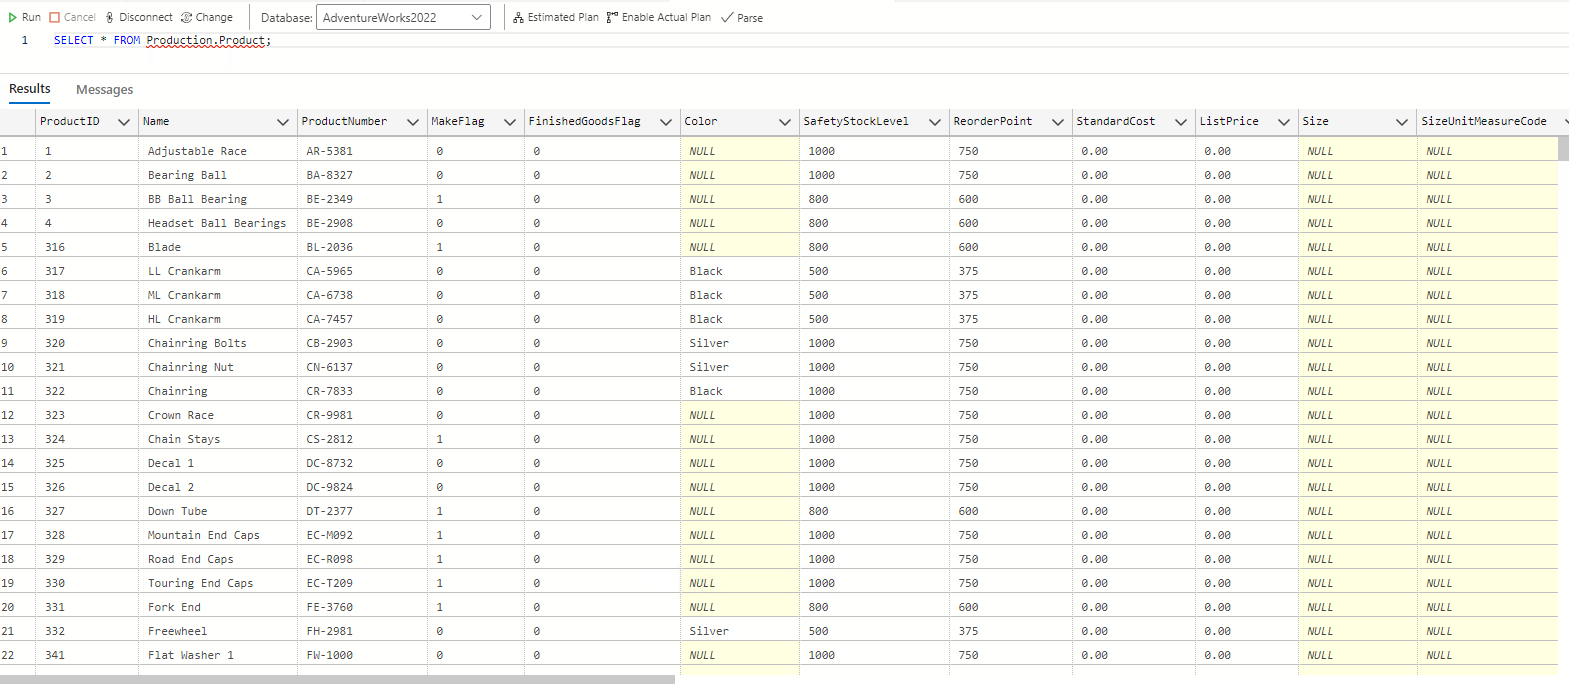 Run Cancel Disconnect Change Database: AdventureWorks2022 Estimated Plan Enable Actual Plan Parse
1 SELECT * FROM Production.Product;
Results Messages
ProductID Name ProductNumber MakeFlag FinishedGoodsFlag Color SafetyStockLevel ReorderPoint StandardCost ListPrice Size SizeUnitMeasureCode
1 1 Adjustable Race AR-5381 0 0 NULL 1000 750 0.00 0.00 NULL NULL
2 2 Bearing Ball BA-8327 0 0 NULL 1000 750 0.00 0.00 NULL NULL
3 3 BB Ball Bearing BE-2349 1 0 NULL 800 600 0.00 0.00 NULL NULL
4 4 Headset Ball Bearings BE-2908 0 0 NULL 800 600 0.00 0.00 NULL NULL
5 316 Blade BL-2036 1 0 NULL 800 600 0.00 0.00 NULL NULL
6 317 LL Crankarm CA-5965 0 0 Black 500 375 0.00 0.00 NULL NULL
7 318 ML Crankarm CA-6738 0 0 Black 500 375 0.00 0.00 NULL NULL
8 319 HL Crankarm CA-7457 0 0 Black 500 375 0.00 0.00 NULL NULL
9 320 Chainring Bolts CB-2903 0 0 Silver 1000 750 0.00 0.00 NULL NULL
10 321 Chainring Nut CN-6137 0 0 Silver 1000 750 0.00 0.00 NULL NULL
11 322 Chainring CR-7833 0 0 Black 1000 750 0.00 0.00 NULL NULL
12 323 Crown Race CR-9981 0 0 NULL 1000 750 0.00 0.00 NULL NULL
13 324 Chain Stays CS-2812 1 0 NULL 1000 750 0.00 0.00 NULL NULL
14 325 Decal 1 DC-8732 0 0 NULL 1000 750 0.00 0.00 NULL NULL
15 326 Decal 2 DC-9824 0 0 NULL 1000 750 0.00 0.00 NULL NULL
16 327 Down Tube DT-2377 1 0 NULL 800 600 0.00 0.00 NULL NULL
17 328 Mountain End Caps EC-M092 1 0 NULL 1000 750 0.00 0.00 NULL NULL
18 329 Road End Caps EC-R098 1 0 NULL 1000 750 0.00 0.00 NULL NULL
19 330 Touring End Caps EC-T209 1 0 NULL 1000 750 0.00 0.00 NULL NULL
20 331 Fork End FE-3760 1 0 NULL 800 600 0.00 0.00 NULL NULL
21 332 Freewheel FH-2981 0 0 Silver 500 375 0.00 0.00 NULL NULL
22 341 Flat Washer 1 FW-1000 0 0 NULL 1000 750 0.00 0.00 NULL NULL